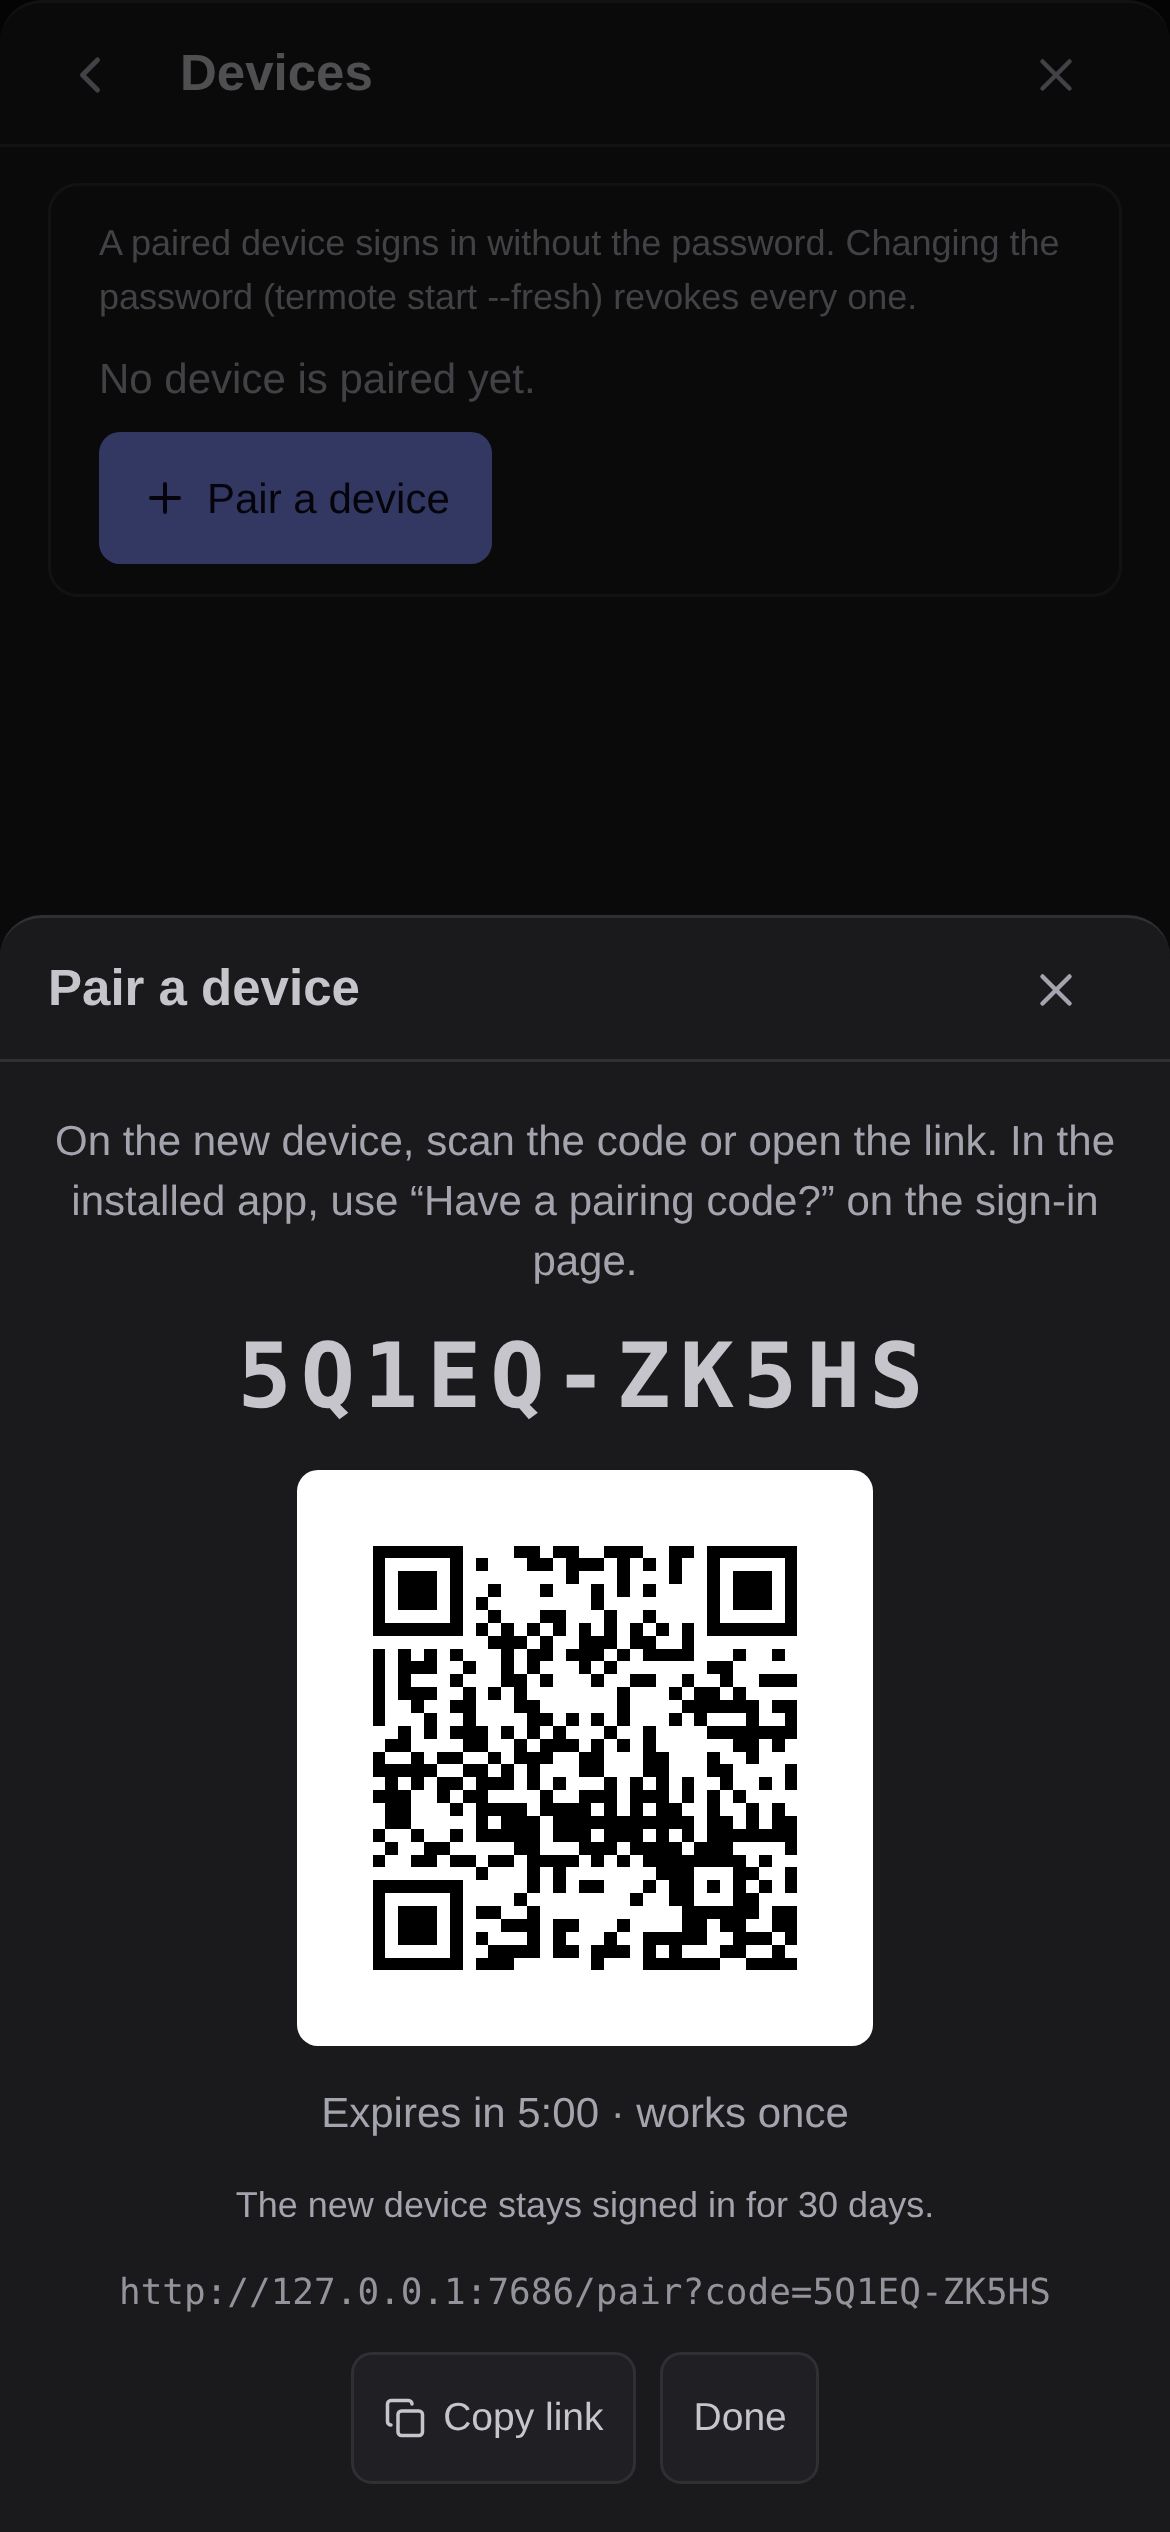 Devices
A paired device signs in without the password. Changing the
password (termote start --fresh) revokes every one.
No device is paired yet.
Pair a device
Pair a device
On the new device, scan the code or open the link. In the
installed app, use “Have a pairing code?” on the sign-in
page.
5Q1EQ-ZK5HS
Expires in 5:00 · works once
The new device stays signed in for 30 days.
http://127.0.0.1:7686/pair?code=5Q1EQ-ZK5HS
Copy link
Done